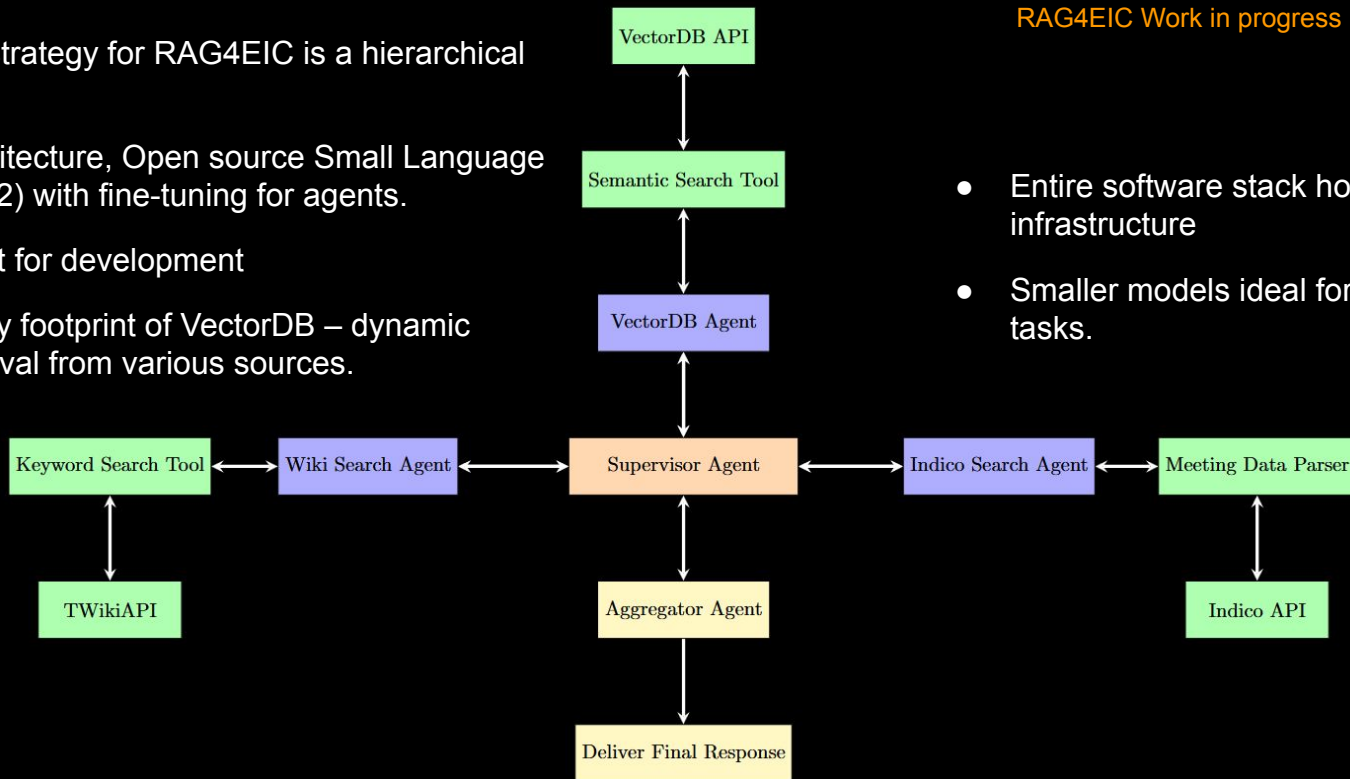 RAG4EIC Work in progress
trategy for RAG4EIC is a hierarchical
itecture, Open source Small Language
2) with fine-tuning for agents.
t for development
y footprint of VectorDB – dynamic
val from various sources.
● Entire software stack ho
infrastructure
● Smaller models ideal for
tasks.
VectorDB API
Semantic Search Tool
VectorDB Agent
Keyword Search Tool
Wiki Search Agent
Supervisor Agent
Indico Search Agent
Meeting Data Parser
TWikiAPI
Aggregator Agent
Indico API
Deliver Final Response